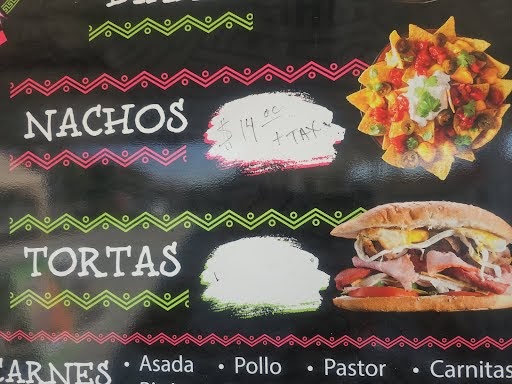 NACHOS
$ 14 00
+ TAX
TORTAS
CARNES • Asada • Pollo • Pastor • Carnitas